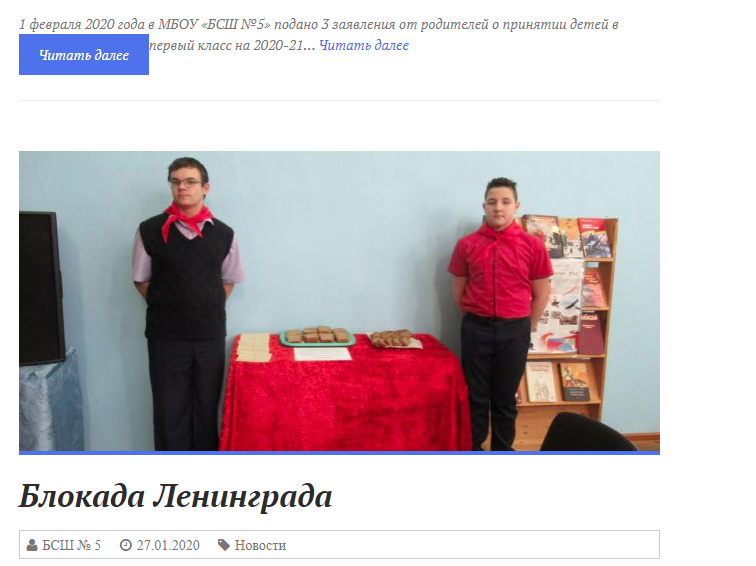 1 февраля 2020 года в МБОУ «БСШ №5» подано 3 заявления от родителей о принятии детей в
Читать далее первый класс на 2020-21... Читать далее
Блокада Ленинграда
БСШ № 5 27.01.2020 Новости